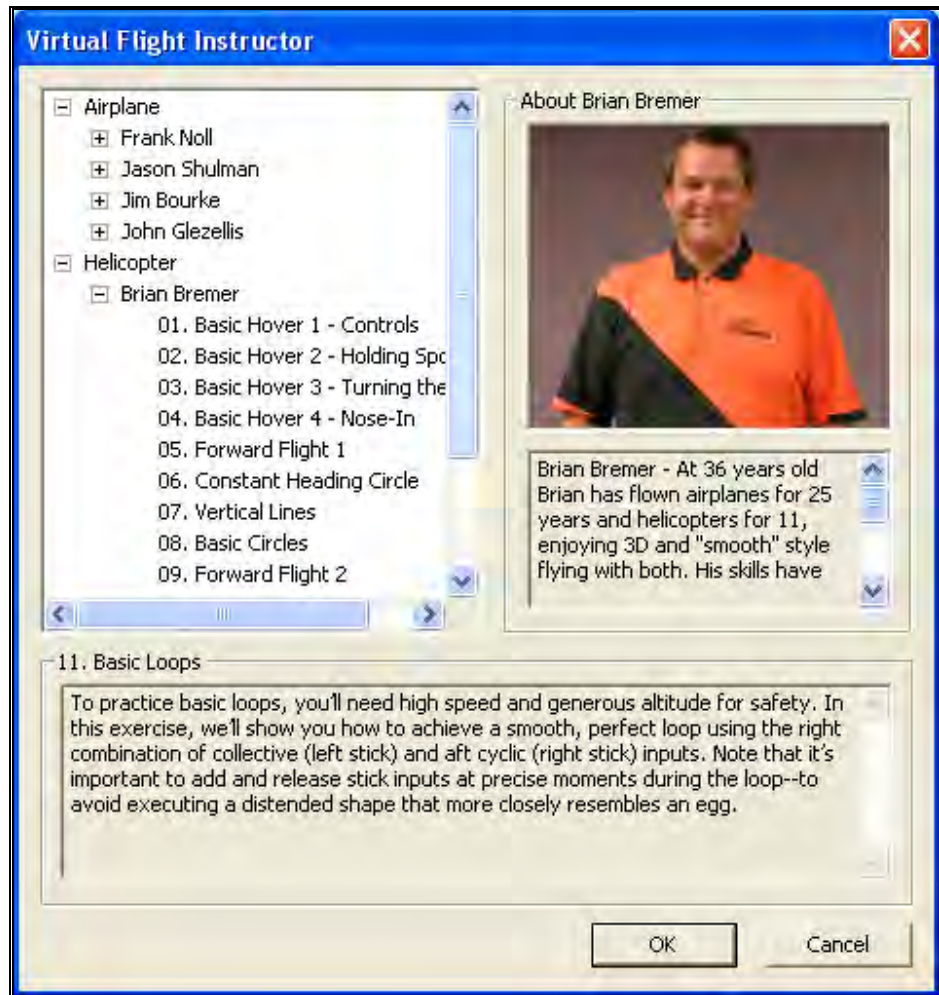 Virtual Flight Instructor
Airplane
Frank Noll
Jason Shulman
Jim Bourke
John Glezellis
Helicopter
Brian Bremer
01. Basic Hover 1 - Controls
02. Basic Hover 2 - Holding Spo
03. Basic Hover 3 - Turning the
04. Basic Hover 4 - Nose-In
05. Forward Flight 1
06. Constant Heading Circle
07. Vertical Lines
08. Basic Circles
09. Forward Flight 2
About Brian Bremer
Brian Bremer - At 36 years old
Brian has flown airplanes for 25
years and helicopters for 11,
enjoying 3D and "smooth" style
flying with both. His skills have
11. Basic Loops
To practice basic loops, you'll need high speed and generous altitude for safety. In
this exercise, we'll show you how to achieve a smooth, perfect loop using the right
combination of collective (left stick) and aft cyclic (right stick) inputs. Note that it's
important to add and release stick inputs at precise moments during the loop--to
avoid executing a distended shape that more closely resembles an egg.
OK
Cancel